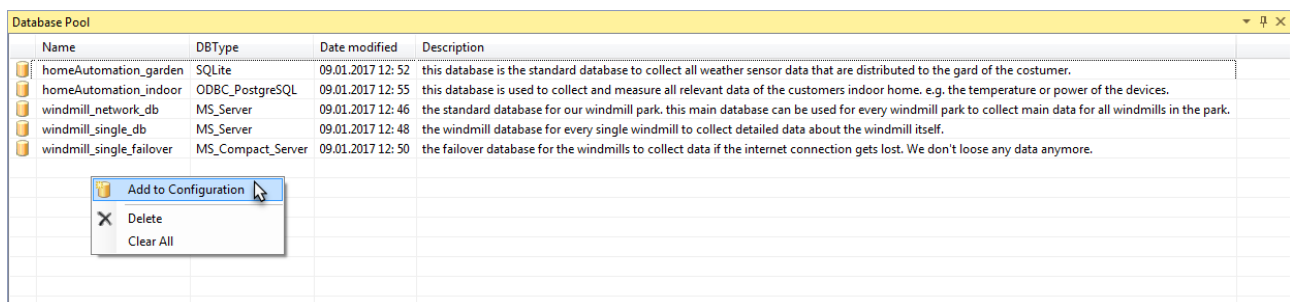 Database Pool
Name DBType Date modified Description
homeAutomation_garden SQLite 09.01.2017 12: 52 this database is the standard database to collect all weather sensor data that are distributed to the gard of the costumer.
homeAutomation_indoor ODBC_PostgreSQL 09.01.2017 12: 55 this database is used to collect and measure all relevant data of the customers indoor home. e.g. the temperature or power of the devices.
windmill_network_db MS_Server 09.01.2017 12: 46 the standard database for our windmill park. this main database can be used for every windmill park to collect main data for all windmills in the park.
windmill_single_db MS_Server 09.01.2017 12: 48 the windmill database for every single windmill to collect detailed data about the windmill itself.
windmill_single_failover MS_Compact_Server 09.01.2017 12: 50 the failover database for the windmills to collect data if the internet connection gets lost. We don't loose any data anymore.
Add to Configuration
Delete
Clear All